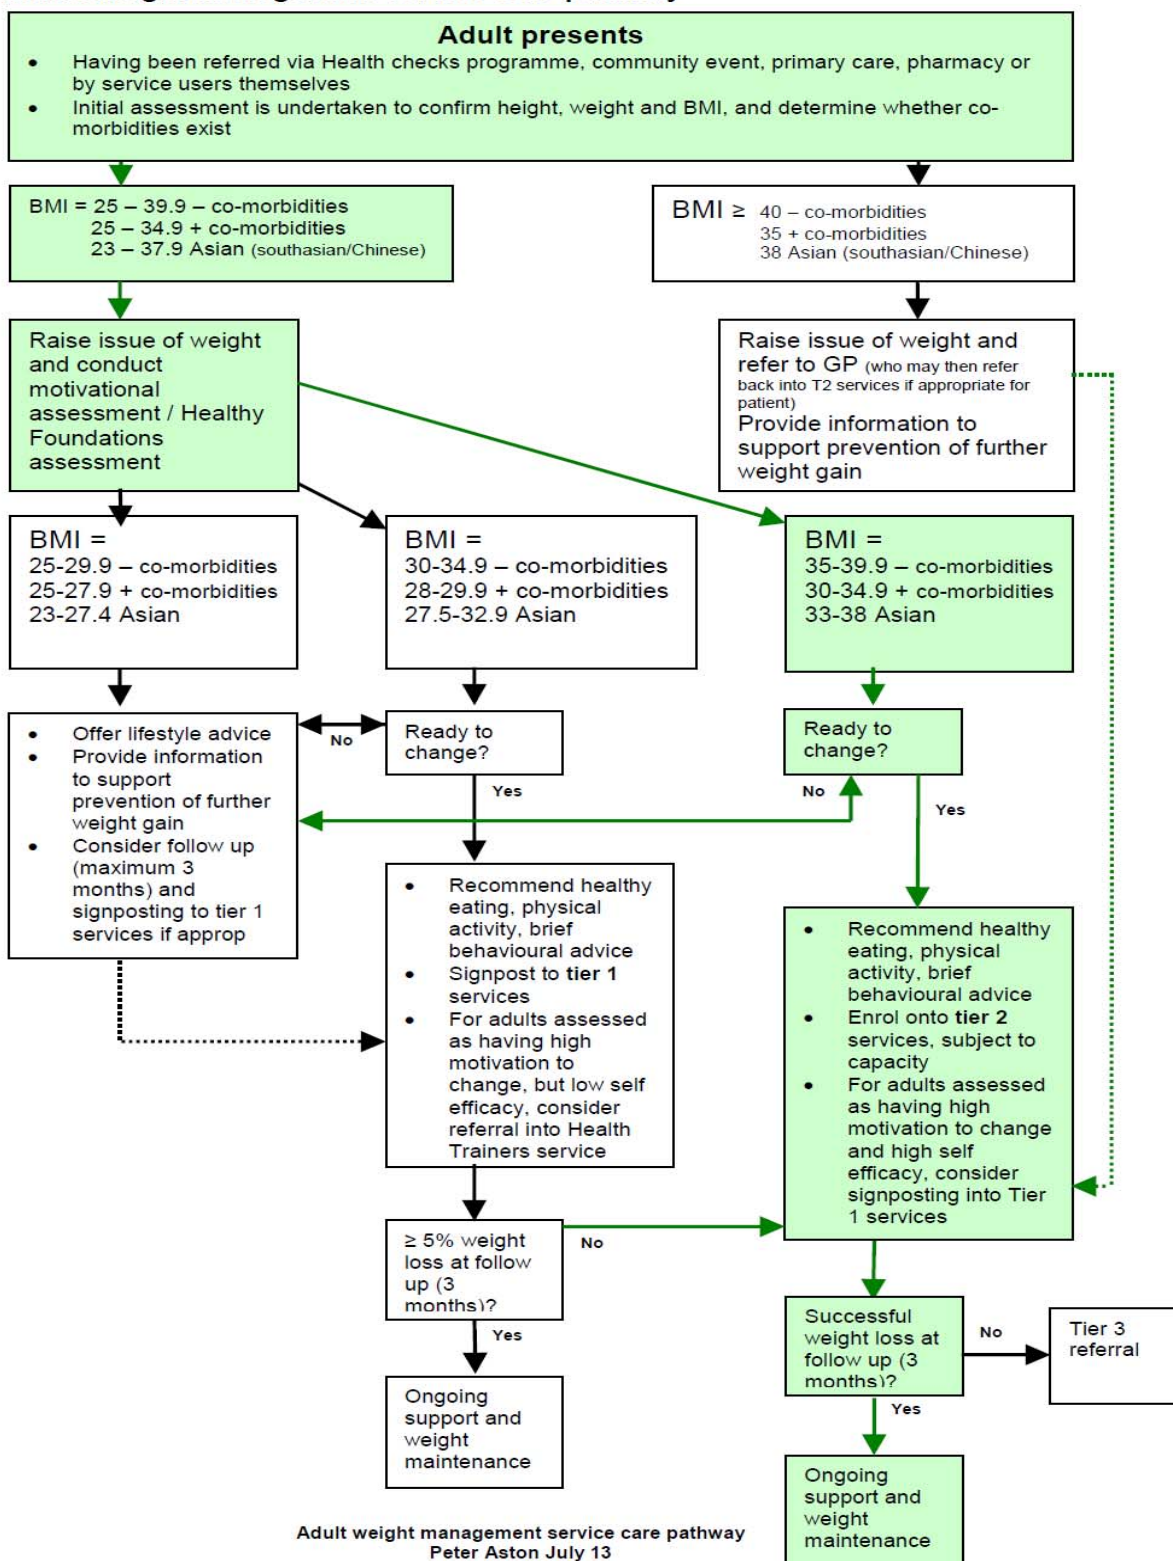 Adult presents
• Having been referred via Health checks programme, community event, primary care, pharmacy or
by service users themselves
• Initial assessment is undertaken to confirm height, weight and BMI, and determine whether co-
morbidities exist
BMI = 25 – 39.9 – co-morbidities
25 – 34.9 + co-morbidities
23 – 37.9 Asian (southasian/Chinese)
BMI ≥ 40 – co-morbidities
35 + co-morbidities
38 Asian (southasian/Chinese)
Raise issue of weight
and conduct
motivational
assessment / Healthy
Foundations
assessment
Raise issue of weight and
refer to GP (who may then refer
back into T2 services if appropriate for
patient)
Provide information to
support prevention of further
weight gain
BMI =
25-29.9 – co-morbidities
25-27.9 + co-morbidities
23-27.4 Asian
BMI =
30-34.9 – co-morbidities
28-29.9 + co-morbidities
27.5-32.9 Asian
BMI =
35-39.9 – co-morbidities
30-34.9 + co-morbidities
33-38 Asian
• Offer lifestyle advice
• Provide information
to support
prevention of further
weight gain
• Consider follow up
(maximum 3
months) and
signposting to tier 1
services if approp
No
Ready to
change?
Yes
Ready to
change?
No
Yes
• Recommend healthy
eating, physical
activity, brief
behavioural advice
• Signpost to tier 1
services
• For adults assessed
as having high
motivation to
change, but low self
efficacy, consider
referral into Health
Trainers service
• Recommend healthy
eating, physical
activity, brief
behavioural advice
• Enrol onto tier 2
services, subject to
capacity
• For adults assessed
as having high
motivation to change
and high self
efficacy, consider
signposting into Tier
1 services
≥ 5% weight
loss at follow
up (3
months)?
No
Yes
Ongoing
support and
weight
maintenance
Successful
weight loss at
follow up (3
months)?
No
Tier 3
referral
Yes
Ongoing
support and
weight
maintenance
Adult weight management service care pathway
Peter Aston July 13